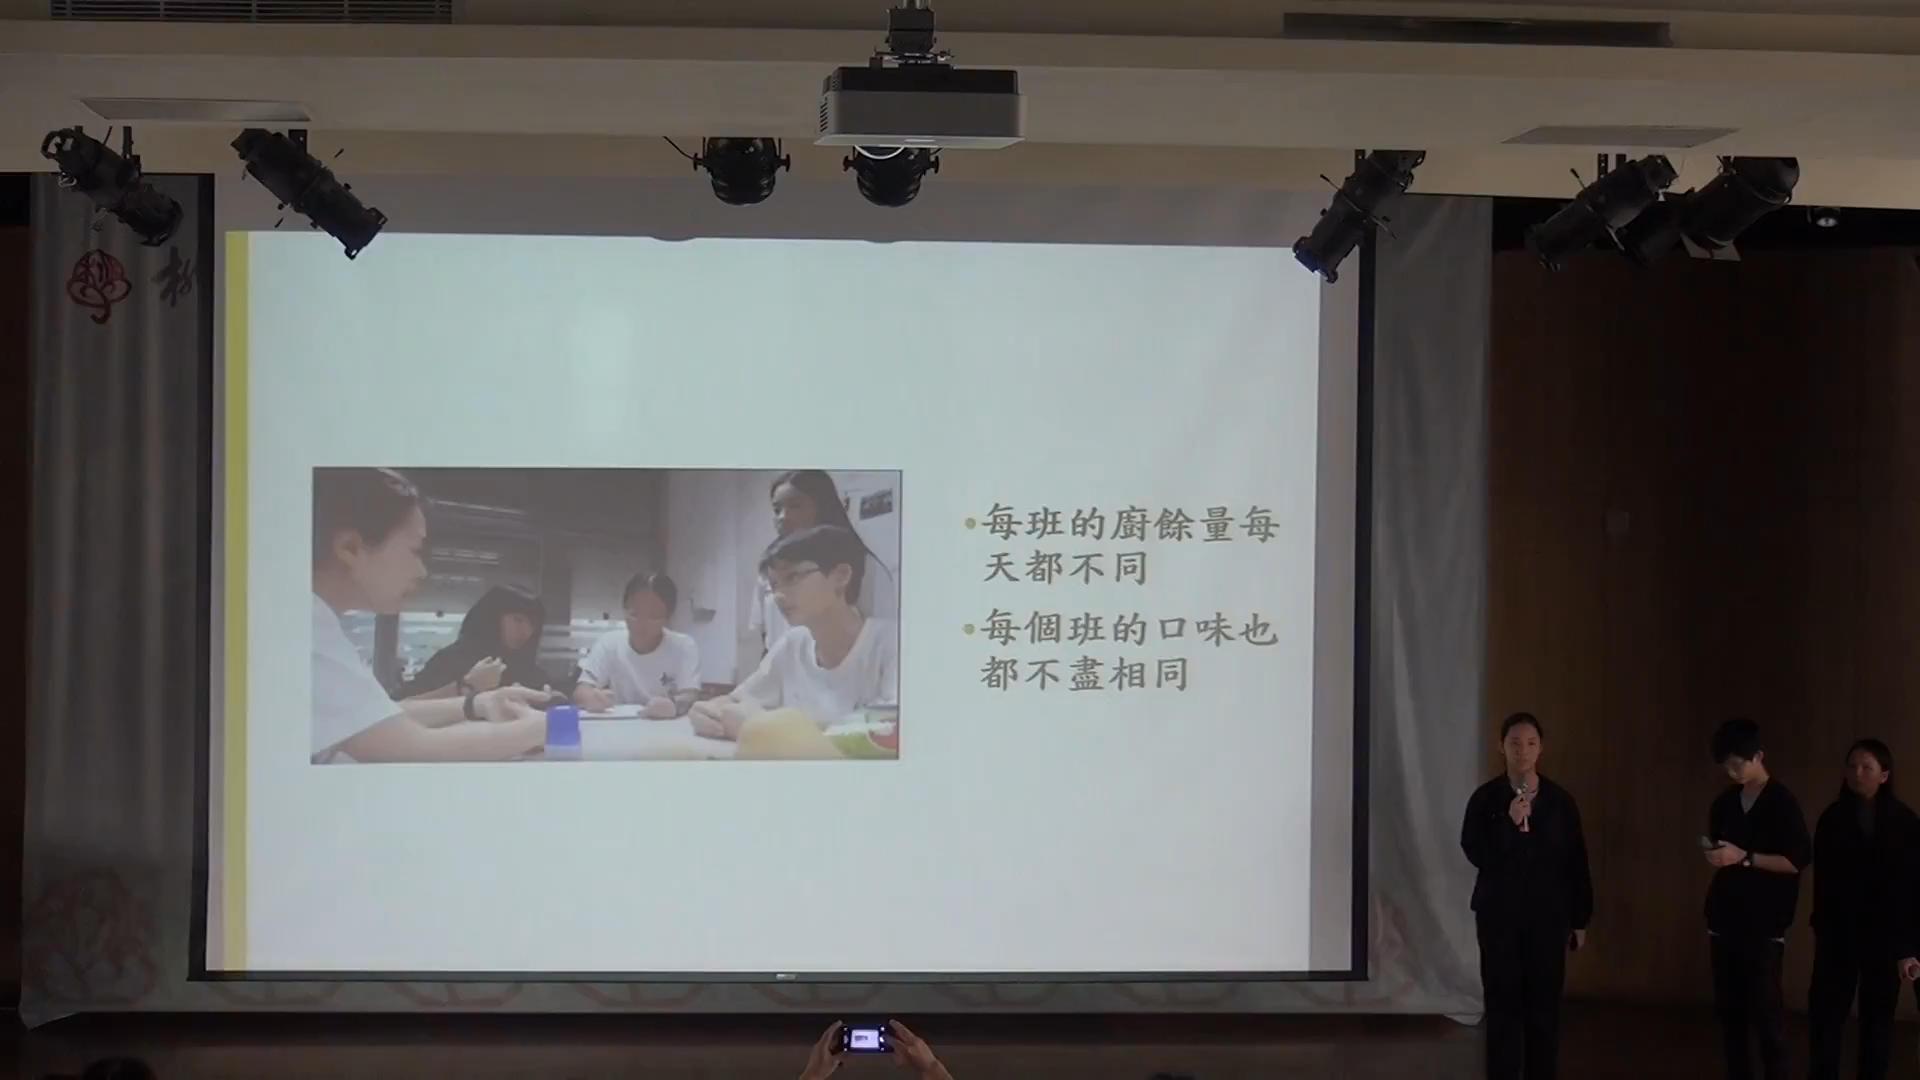 每班的廚餘量每
天都不同
每個班的口味也
都不盡相同